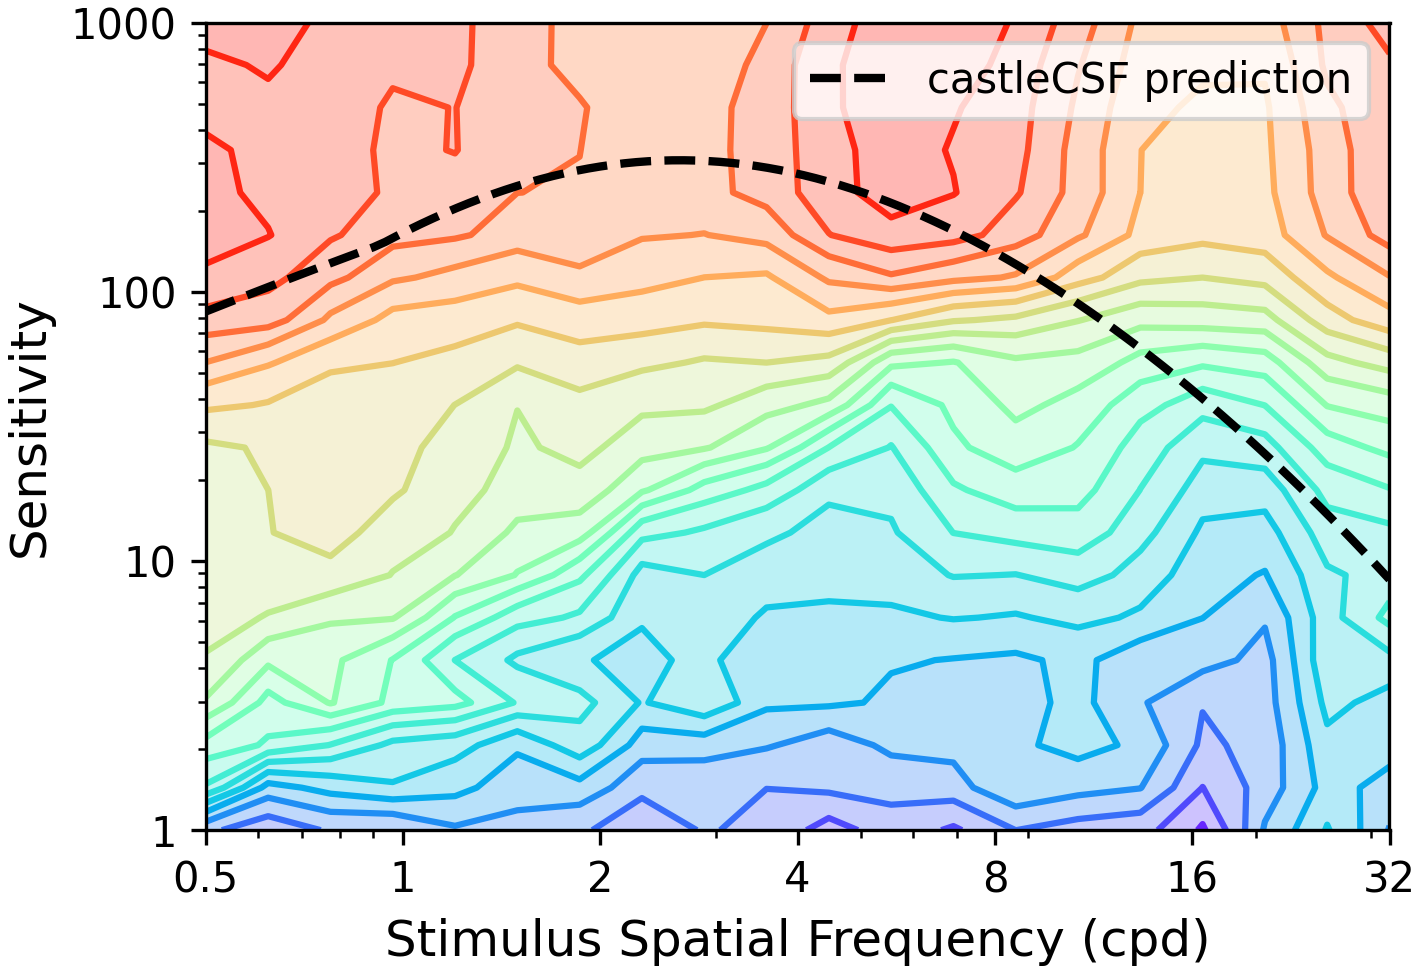 1000
castleCSF prediction
100
Sensitivity
10
1
0.5 1 2 4 8 16 32
Stimulus Spatial Frequency (cpd)